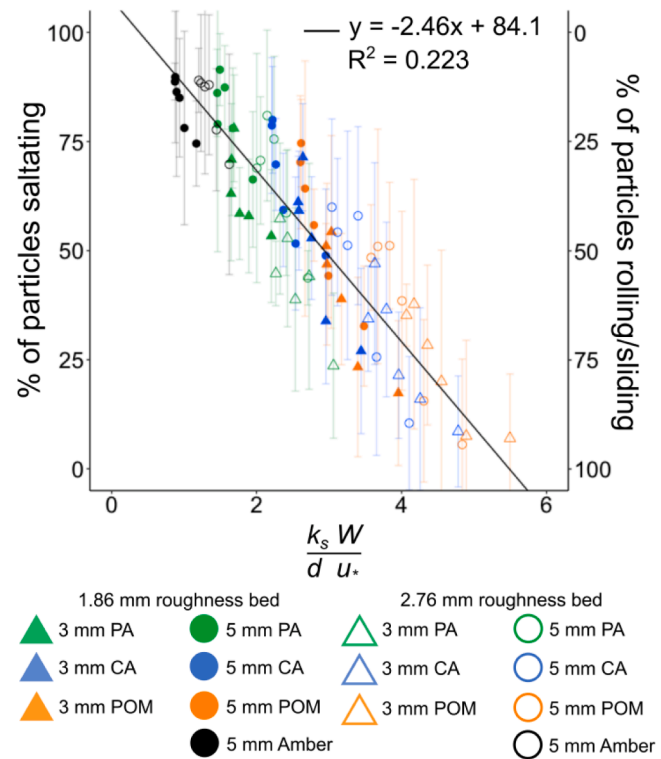 y = -2.46x + 84.1
R² = 0.223
100
75
50
25
0
% of particles saltating
0
25
50
75
100
% of particles rolling/sliding
0 2 4 6
k_s W
d u_*
1.86 mm roughness bed
2.76 mm roughness bed
3 mm PA 5 mm PA 3 mm PA 5 mm PA
3 mm CA 5 mm CA 3 mm CA 5 mm CA
3 mm POM 5 mm POM 3 mm POM 5 mm POM
5 mm Amber 5 mm Amber